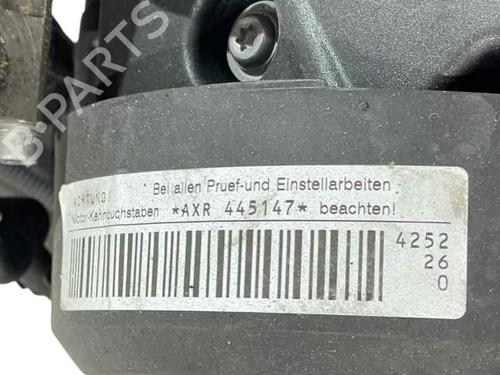 B-PARTS
ACHTUNG! Bei allen Pruef-und Einstellarbeiten
Motor-Kennbuchstaben *AXR 445147* beachten!
4252
26
0